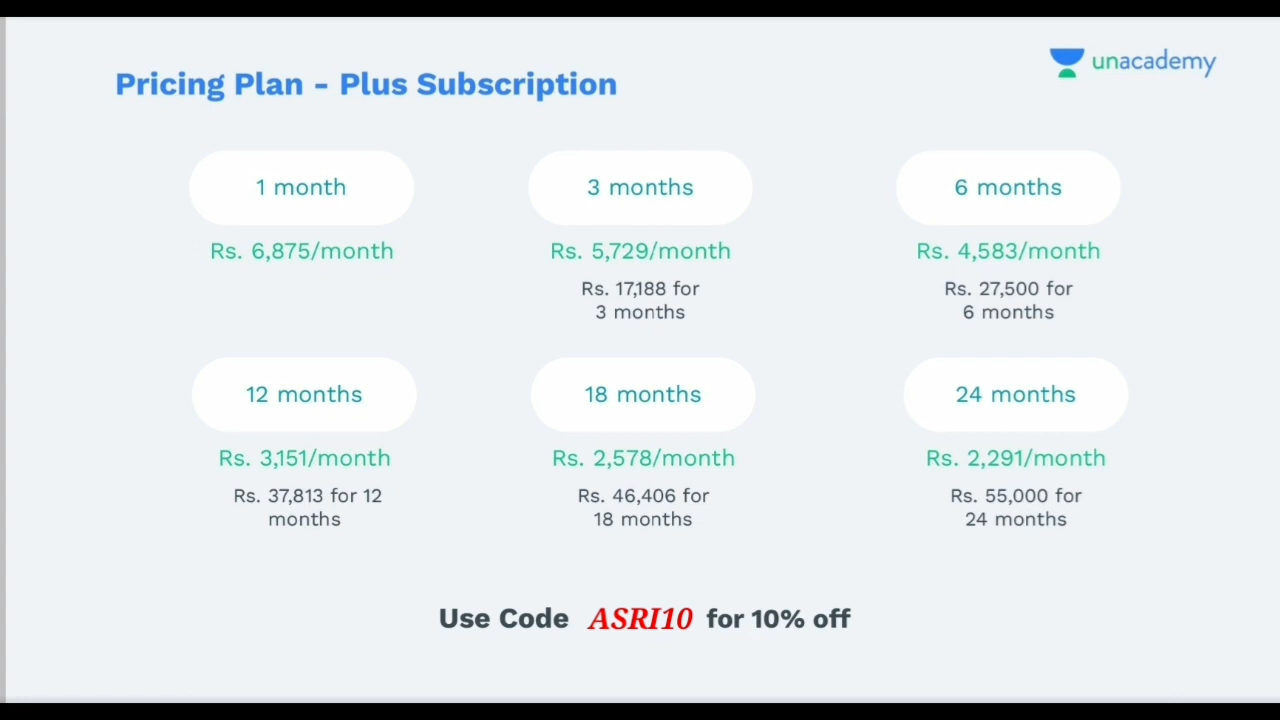 unacademy
Pricing Plan - Plus Subscription
1 month
Rs. 6,875/month
3 months
Rs. 5,729/month
Rs. 17,188 for
3 months
6 months
Rs. 4,583/month
Rs. 27,500 for
6 months
12 months
Rs. 3,151/month
Rs. 37,813 for 12
months
18 months
Rs. 2,578/month
Rs. 46,406 for
18 months
24 months
Rs. 2,291/month
Rs. 55,000 for
24 months
Use Code ASRI10 for 10% off